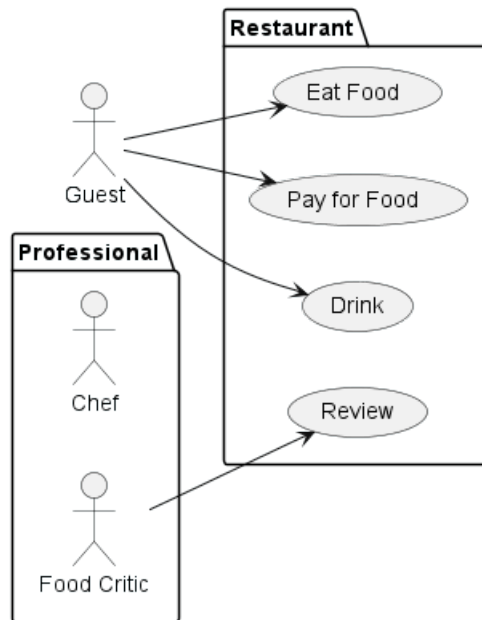 Restaurant
Eat Food
Guest
Pay for Food
Professional
Drink
Chef
Review
Food Critic